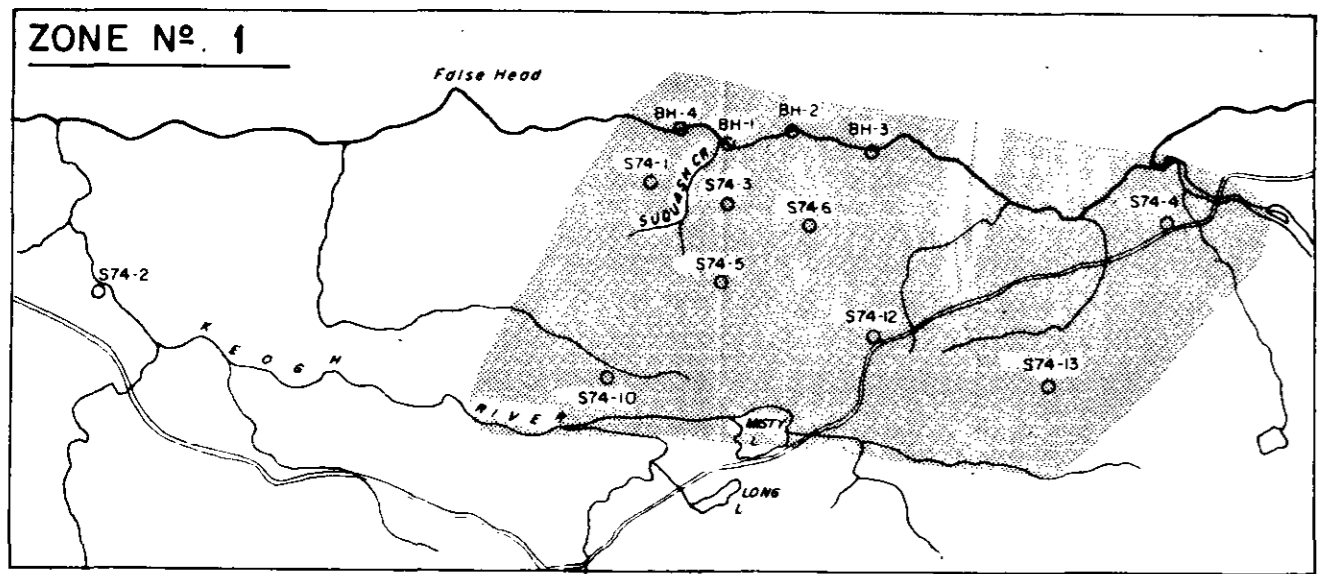 ZONE Nº. 1
False Head
BH-4
BH-1
BH-2
BH-3
S74-1
SUQUASH CR.
S74-3
S74-6
S74-4
S74-5
S74-2
S74-12
KEOGH RIVER
S74-10
S74-13
MISTY L
LONG L